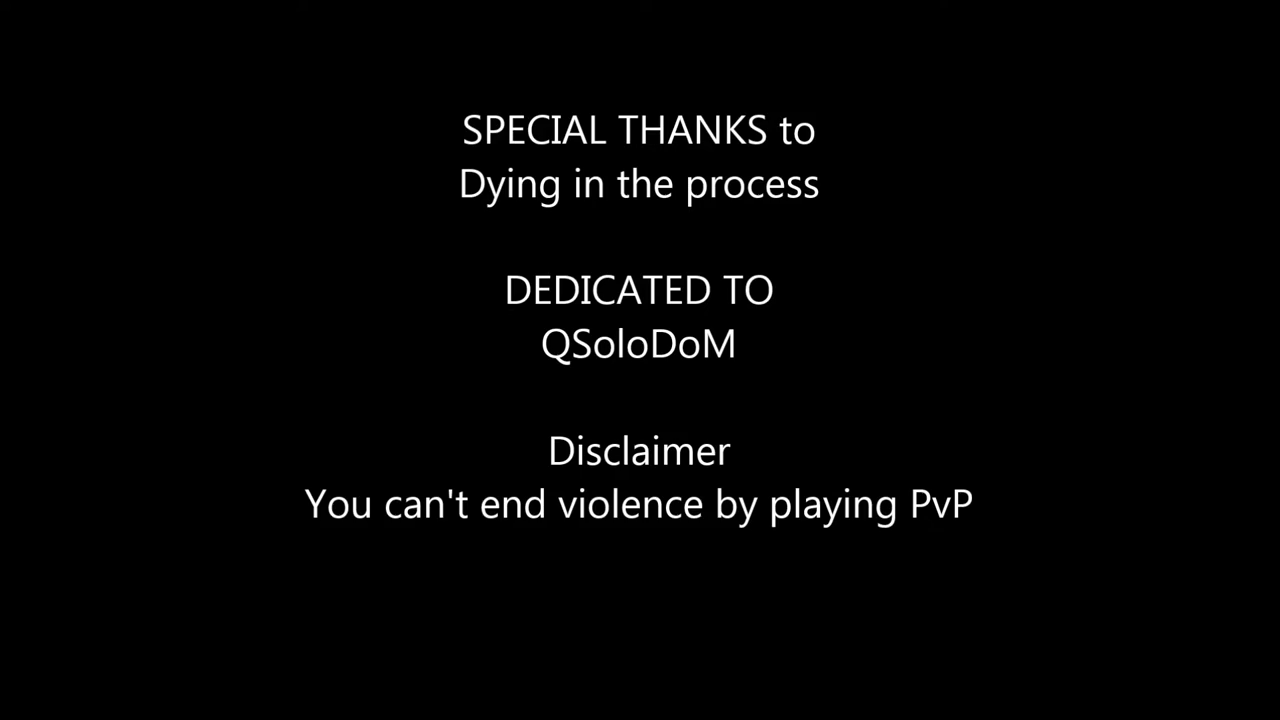 SPECIAL THANKS to
Dying in the process
DEDICATED TO
QSoloDoM
Disclaimer
You can't end violence by playing PvP